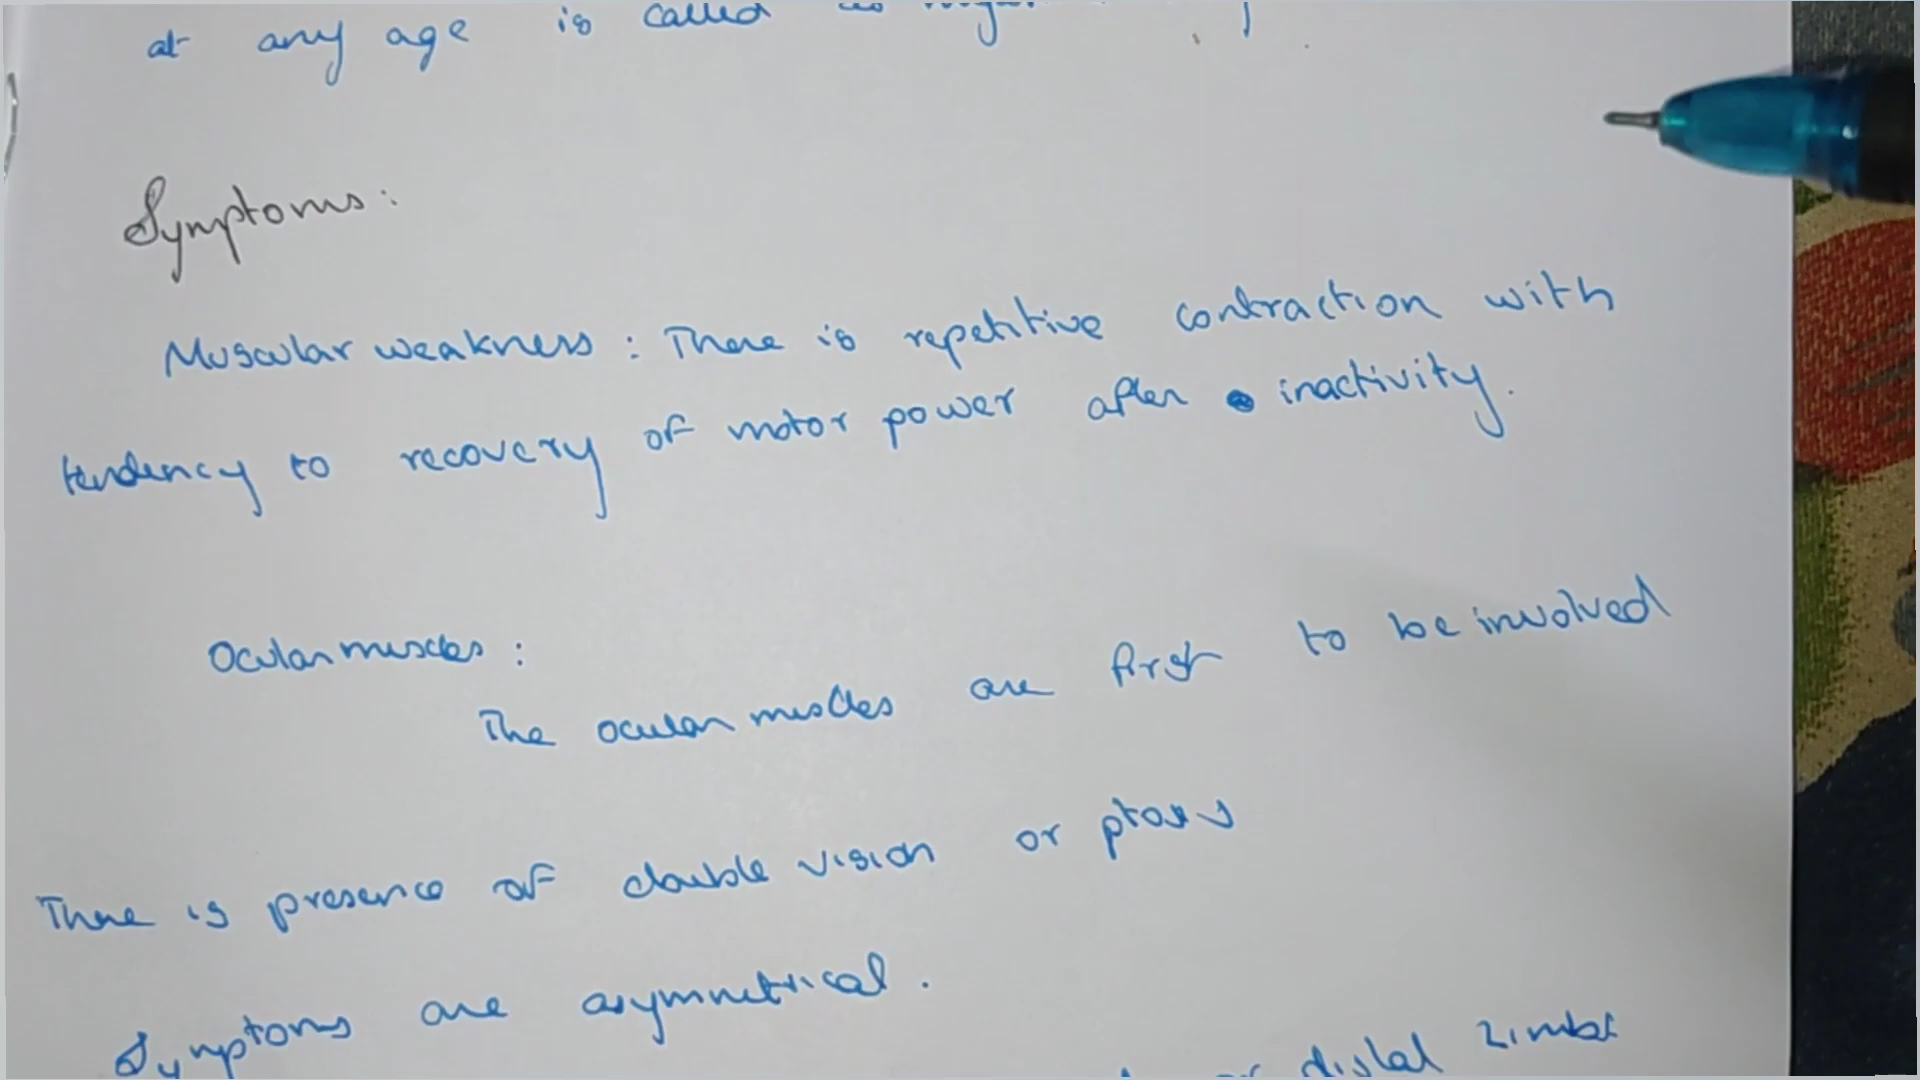 at any age is called as
Symptoms:
Muscular weakness : There is repetitive contraction with
tendency to recovery of motor power after inactivity.
Ocular muscles :
The ocular muscles are first to be involved
There is presence of double vision or ptosis
Symptoms are asymmetrical.
or distal limbs